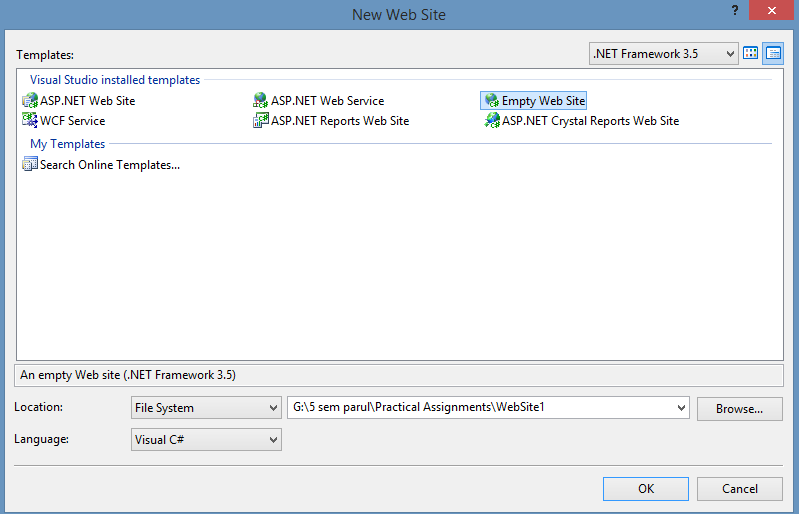 New Web Site
?
Templates:
.NET Framework 3.5
Visual Studio installed templates
ASP.NET Web Site
ASP.NET Web Service
Empty Web Site
WCF Service
ASP.NET Reports Web Site
ASP.NET Crystal Reports Web Site
My Templates
Search Online Templates...
An empty Web site (.NET Framework 3.5)
Location:
File System
G:\5 sem parul\Practical Assignments\WebSite1
Browse...
Language:
Visual C#
OK
Cancel